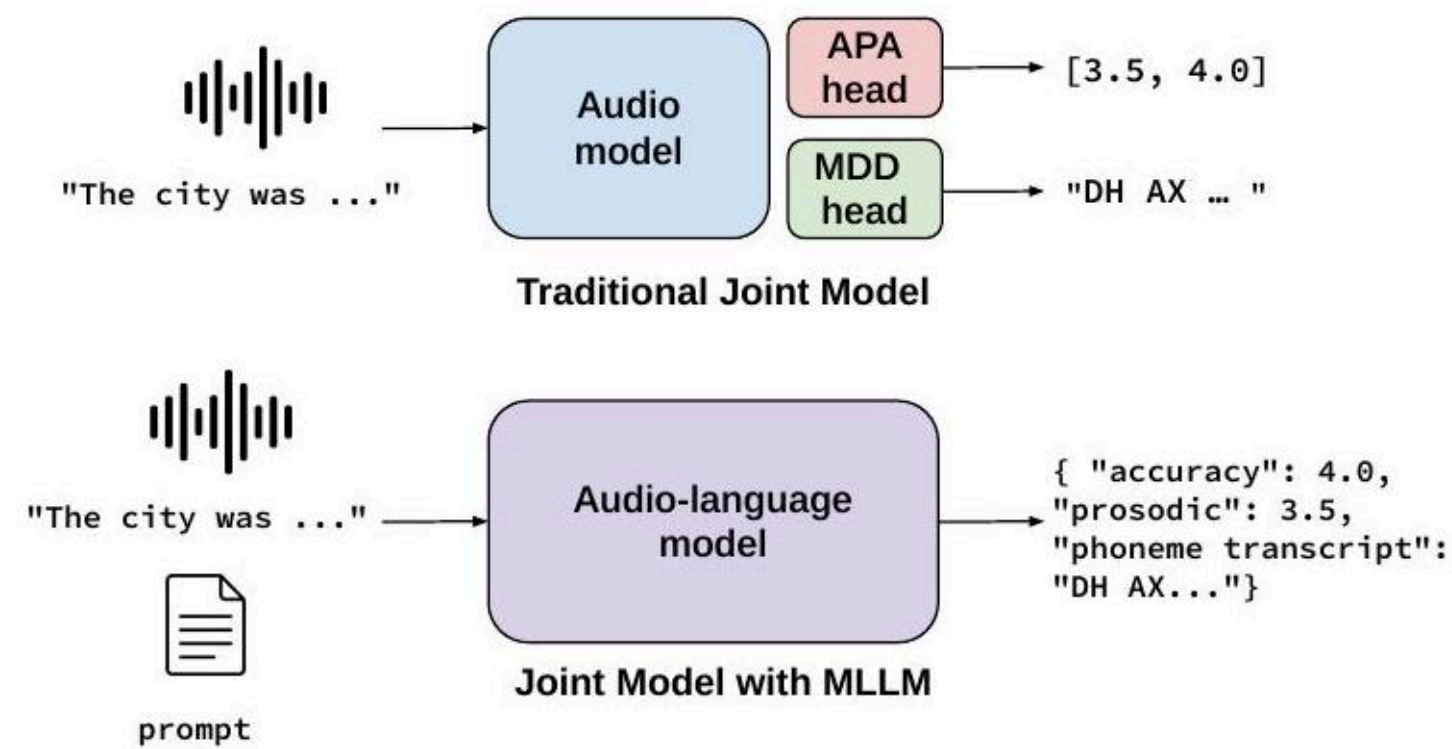 "The city was ..."
Audio
model
APA
head
[3.5, 4.0]
MDD
head
"DH AX … "
Traditional Joint Model
"The city was ..."
prompt
Audio-language
model
{ "accuracy": 4.0,
"prosodic": 3.5,
"phoneme transcript":
"DH AX..."}
Joint Model with MLLM